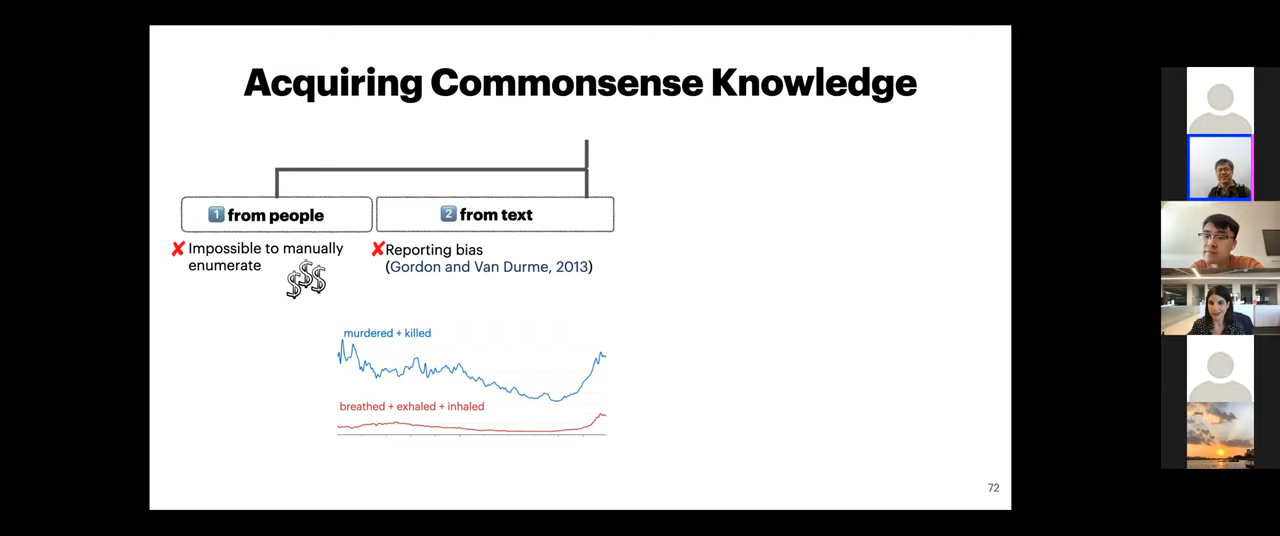 Acquiring Commonsense Knowledge
1 from people
2 from text
✘ Impossible to manually
enumerate
$$$
✘ Reporting bias
(Gordon and Van Durme, 2013)
murdered + killed
breathed + exhaled + inhaled
72